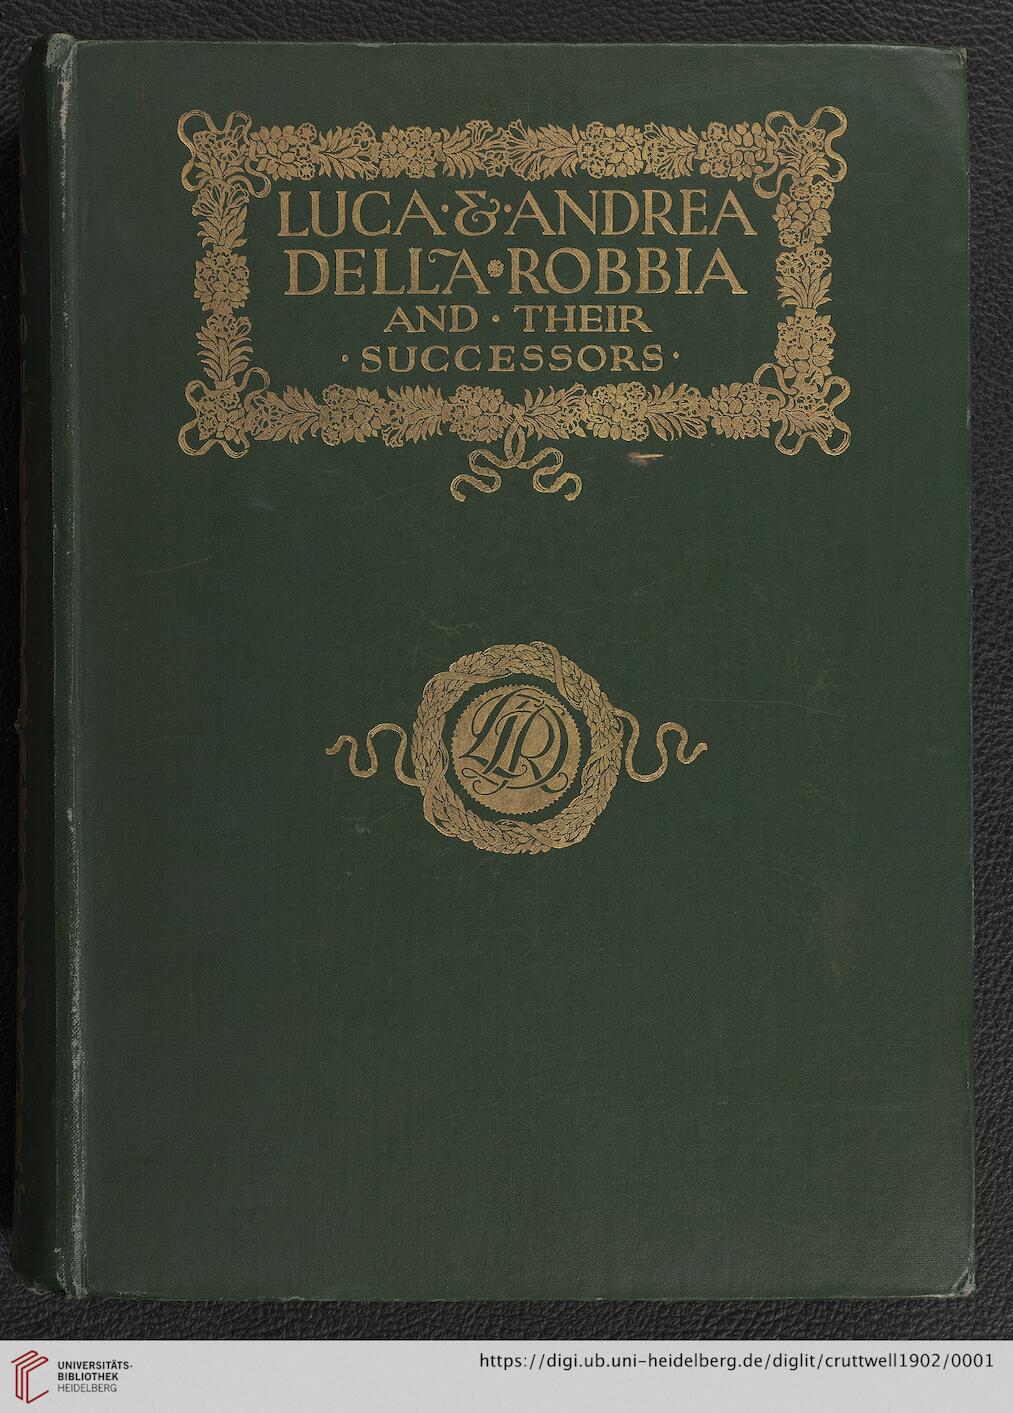 LUCA·&·ANDREA
DELLA·ROBBIA
AND · THEIR
· SUCCESSORS ·
LDR
UNIVERSITÄTS-
BIBLIOTHEK
HEIDELBERG
https://digi.ub.uni-heidelberg.de/diglit/cruttwell1902/0001